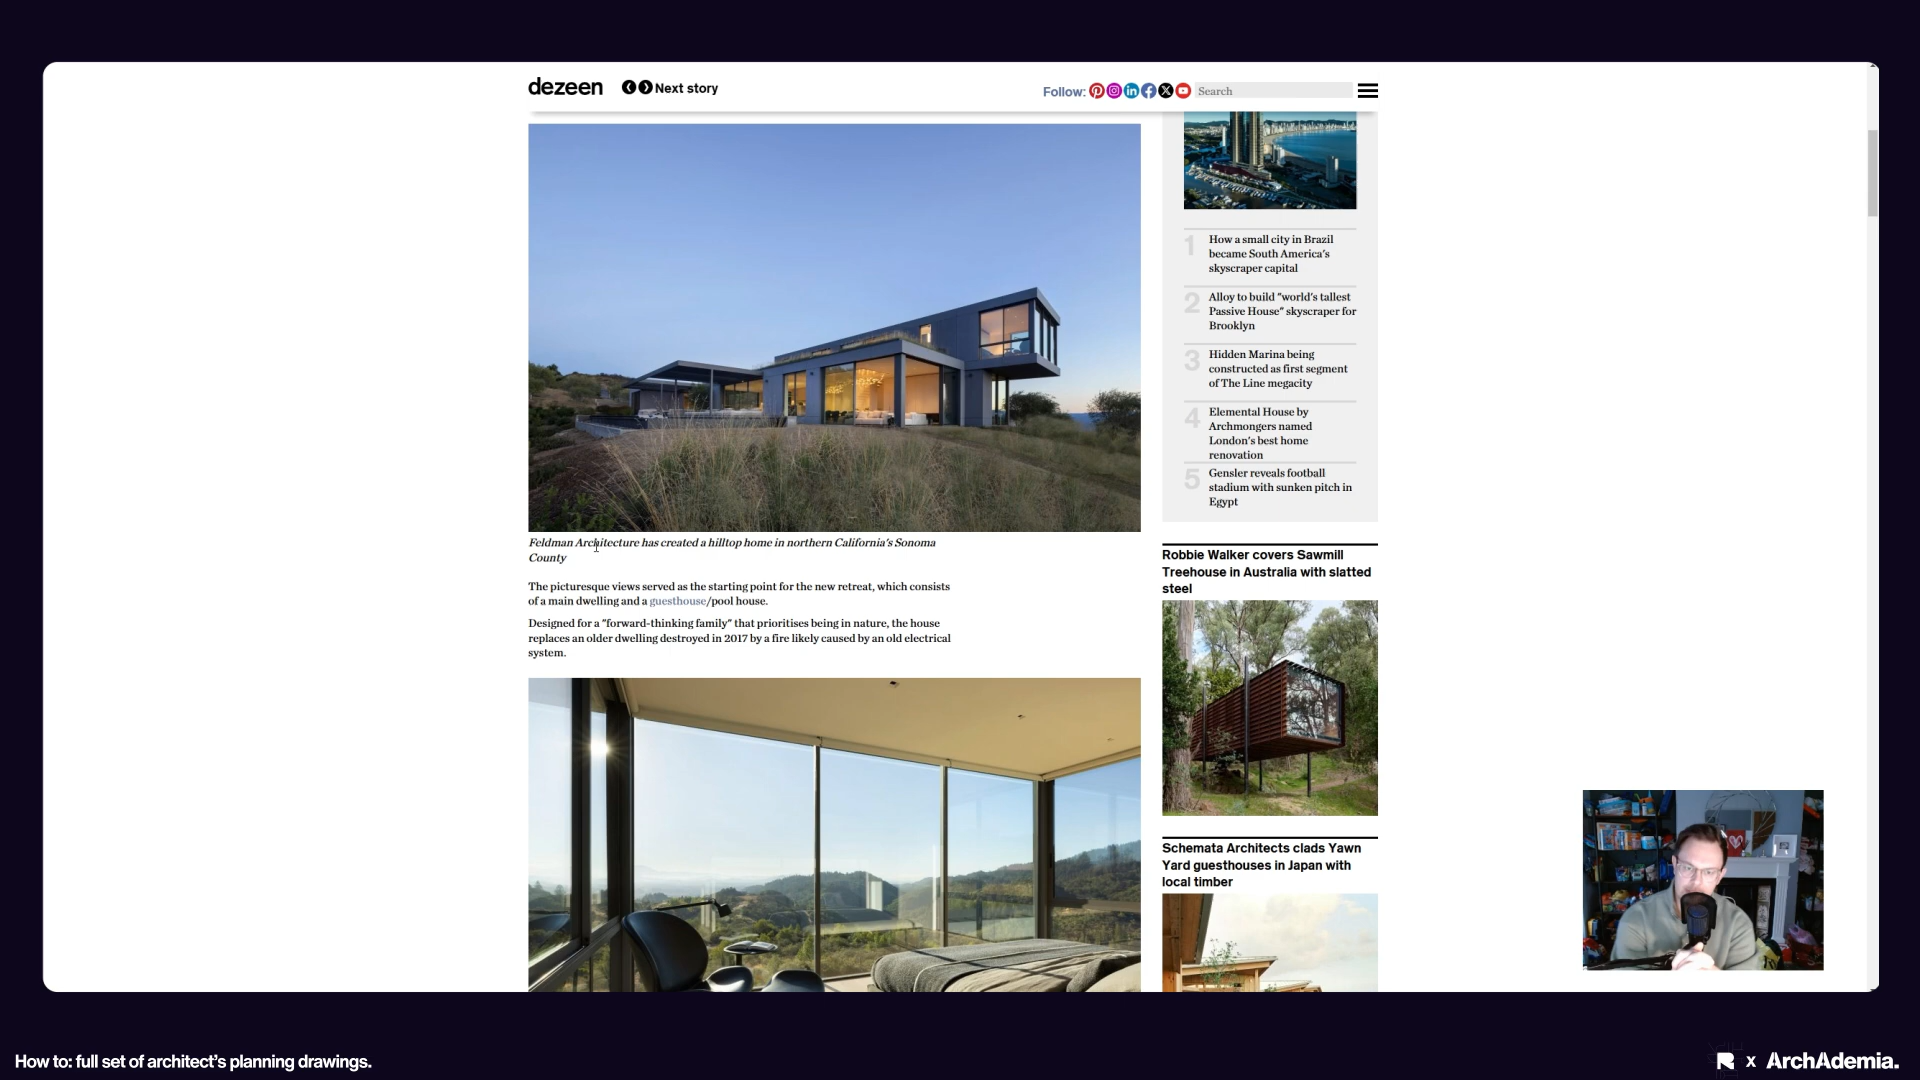 dezeen
Next story
Follow:
Search
1 How a small city in Brazil
became South America's
skyscraper capital
2 Alloy to build "world's tallest
Passive House" skyscraper for
Brooklyn
3 Hidden Marina being
constructed as first segment
of The Line megacity
4 Elemental House by
Archmongers named
London's best home
renovation
5 Gensler reveals football
stadium with sunken pitch in
Egypt
Feldman Architecture has created a hilltop home in northern California's Sonoma
County
The picturesque views served as the starting point for the new retreat, which consists
of a main dwelling and a guesthouse/pool house.
Designed for a "forward-thinking family" that prioritises being in nature, the house
replaces an older dwelling destroyed in 2017 by a fire likely caused by an old electrical
system.
Robbie Walker covers Sawmill
Treehouse in Australia with slatted
steel
Schemata Architects clads Yawn
Yard guesthouses in Japan with
local timber
How to: full set of architect's planning drawings.
R x ArchAdemia.